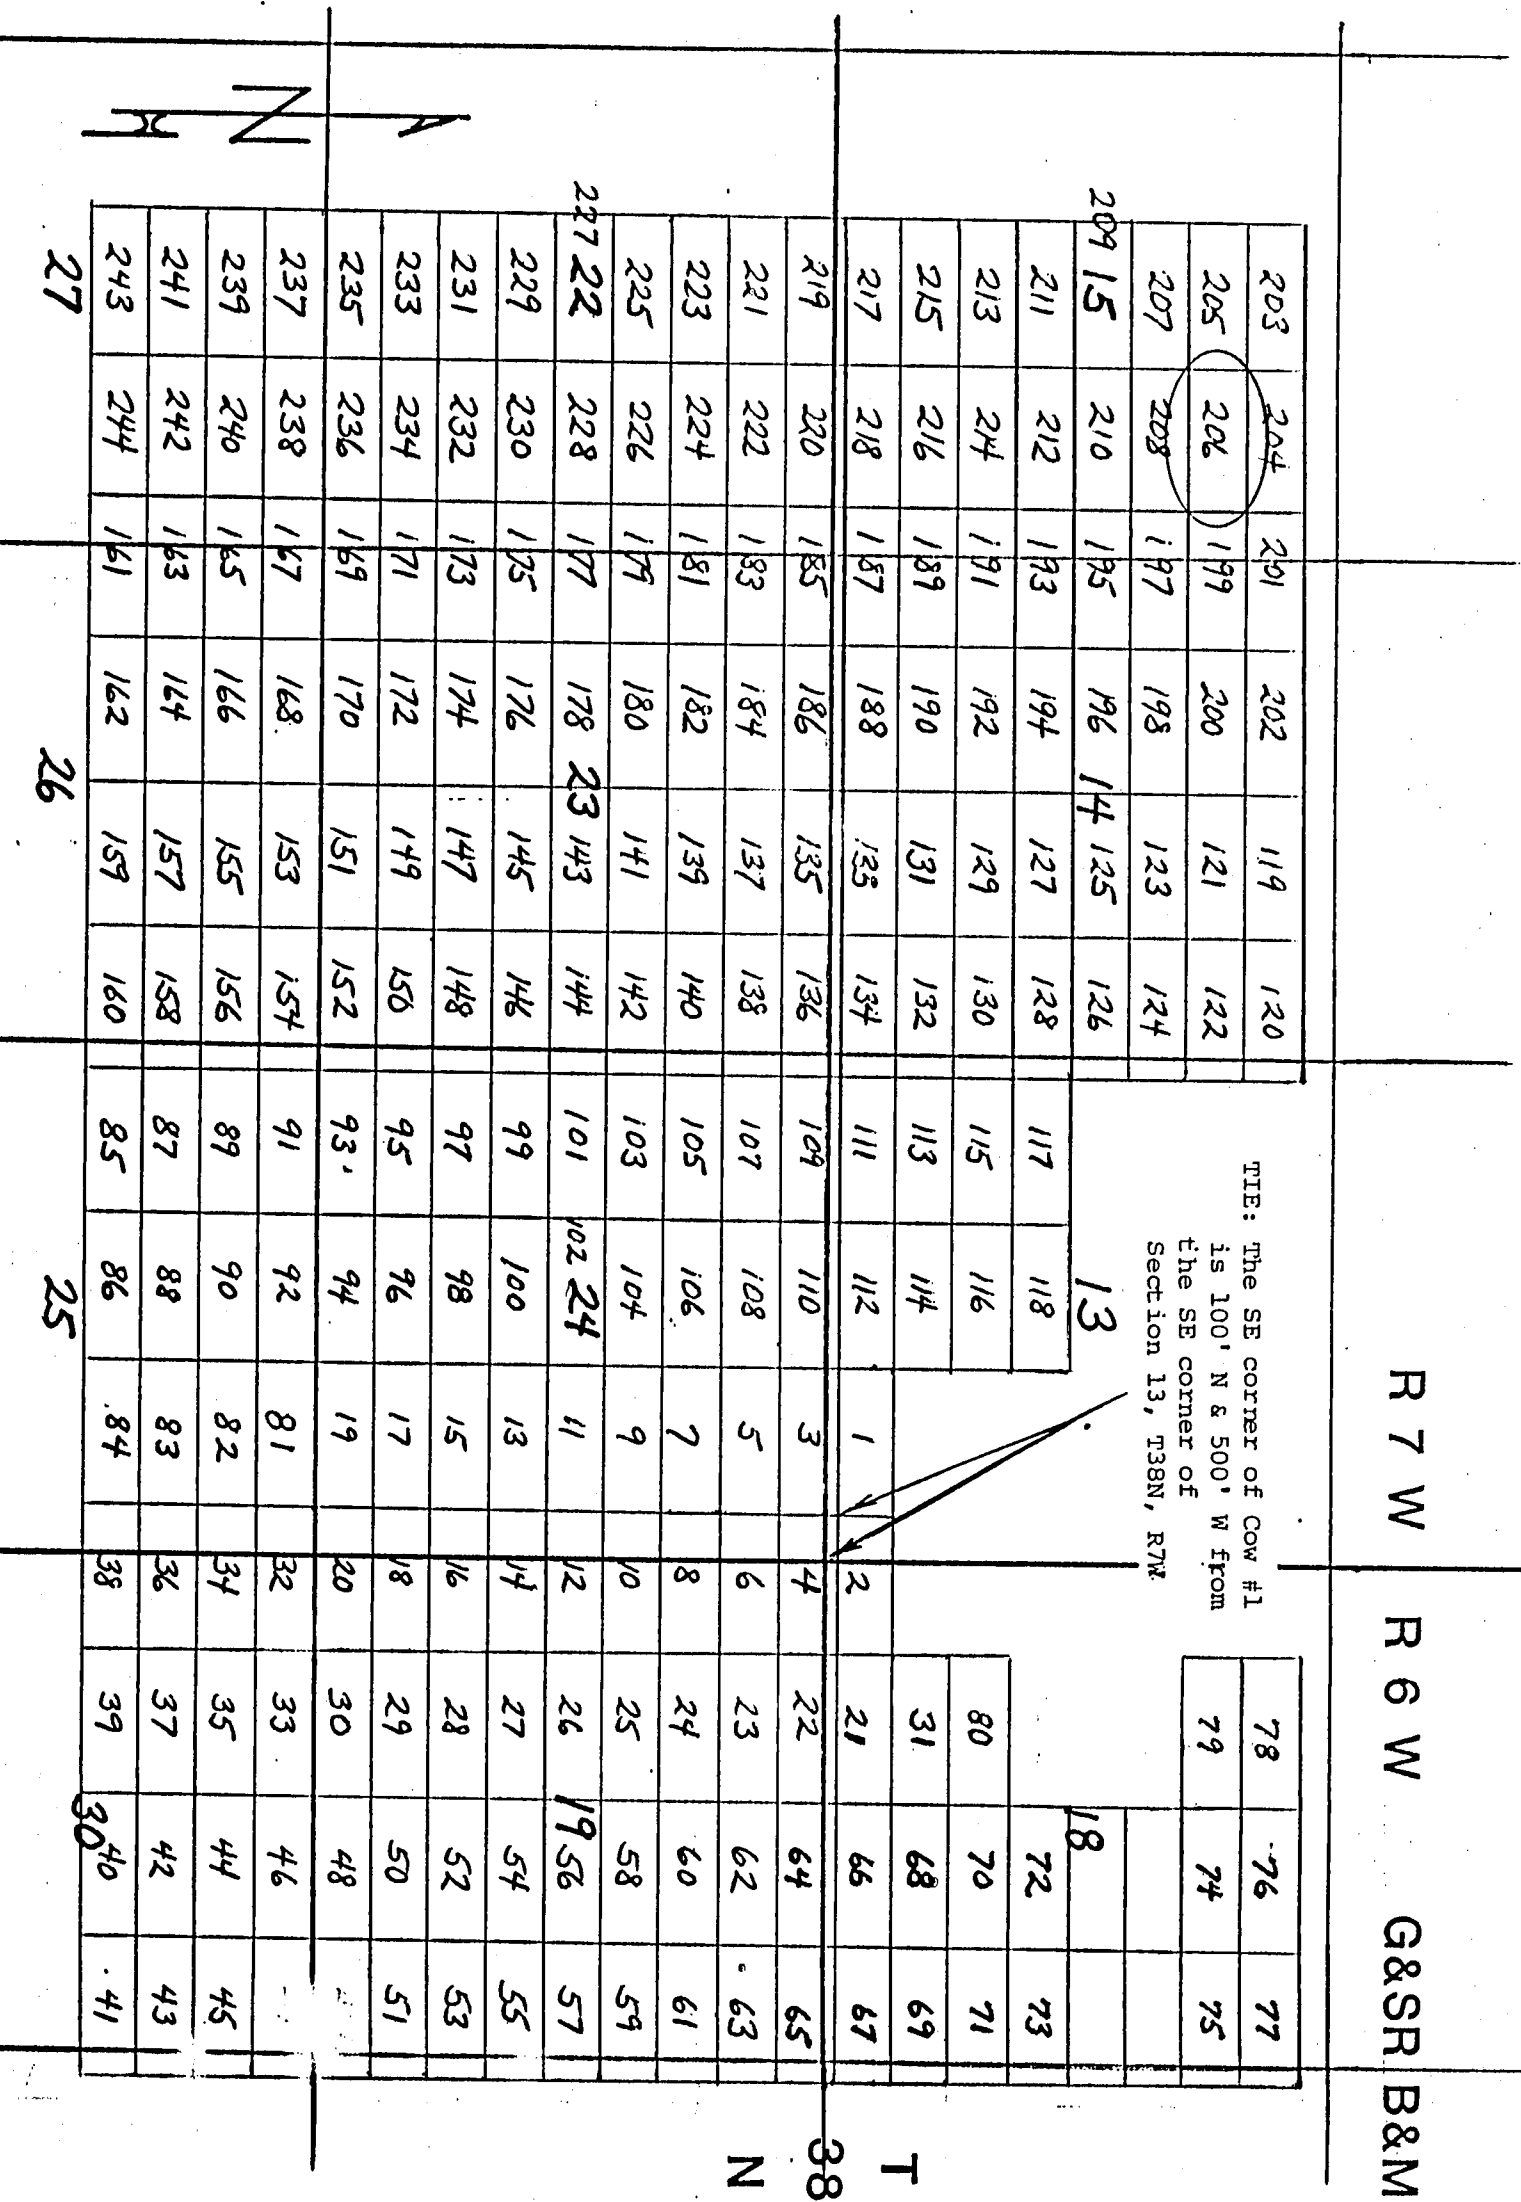 R 7 W R 6 W G&SR B&M
TIE: The SE corner of Cow #1
is 100' N & 500' W from
the SE corner of
Section 13, T38N, R7W
203 204 201 202 119 120 78 76 77
205 206 199 200 121 122 79 74 75
207 208 197 198 123 124
209 15 210 195 196 14 125 126 13 18
211 212 193 194 127 128 117 118 72 73
213 214 191 192 129 130 115 116 80 70 71
215 216 189 190 131 132 113 114 31 68 69
217 218 187 188 133 134 111 112 1 2 21 66 67
219 220 185 186 135 136 109 110 3 4 22 64 65
221 222 183 184 137 138 107 108 5 6 23 62 63
223 224 181 182 139 140 105 106 7 8 24 60 61
225 226 179 180 141 142 103 104 9 10 25 58 59
227 22 228 177 178 23 143 144 101 102 24 11 12 26 19 56 57
229 230 175 176 145 146 99 100 13 14 27 54 55
231 232 173 174 147 148 97 98 15 16 28 52 53
233 234 171 172 149 150 95 96 17 18 29 50 51
235 236 169 170 151 152 93 94 19 20 30 48
237 238 167 168 153 154 91 92 81 32 33 46
239 240 165 166 155 156 89 90 82 34 35 44 45
241 242 163 164 157 158 87 88 83 36 37 42 43
243 244 161 162 159 160 85 86 84 38 39 40 41
27 26 25 30
T
38
N
N